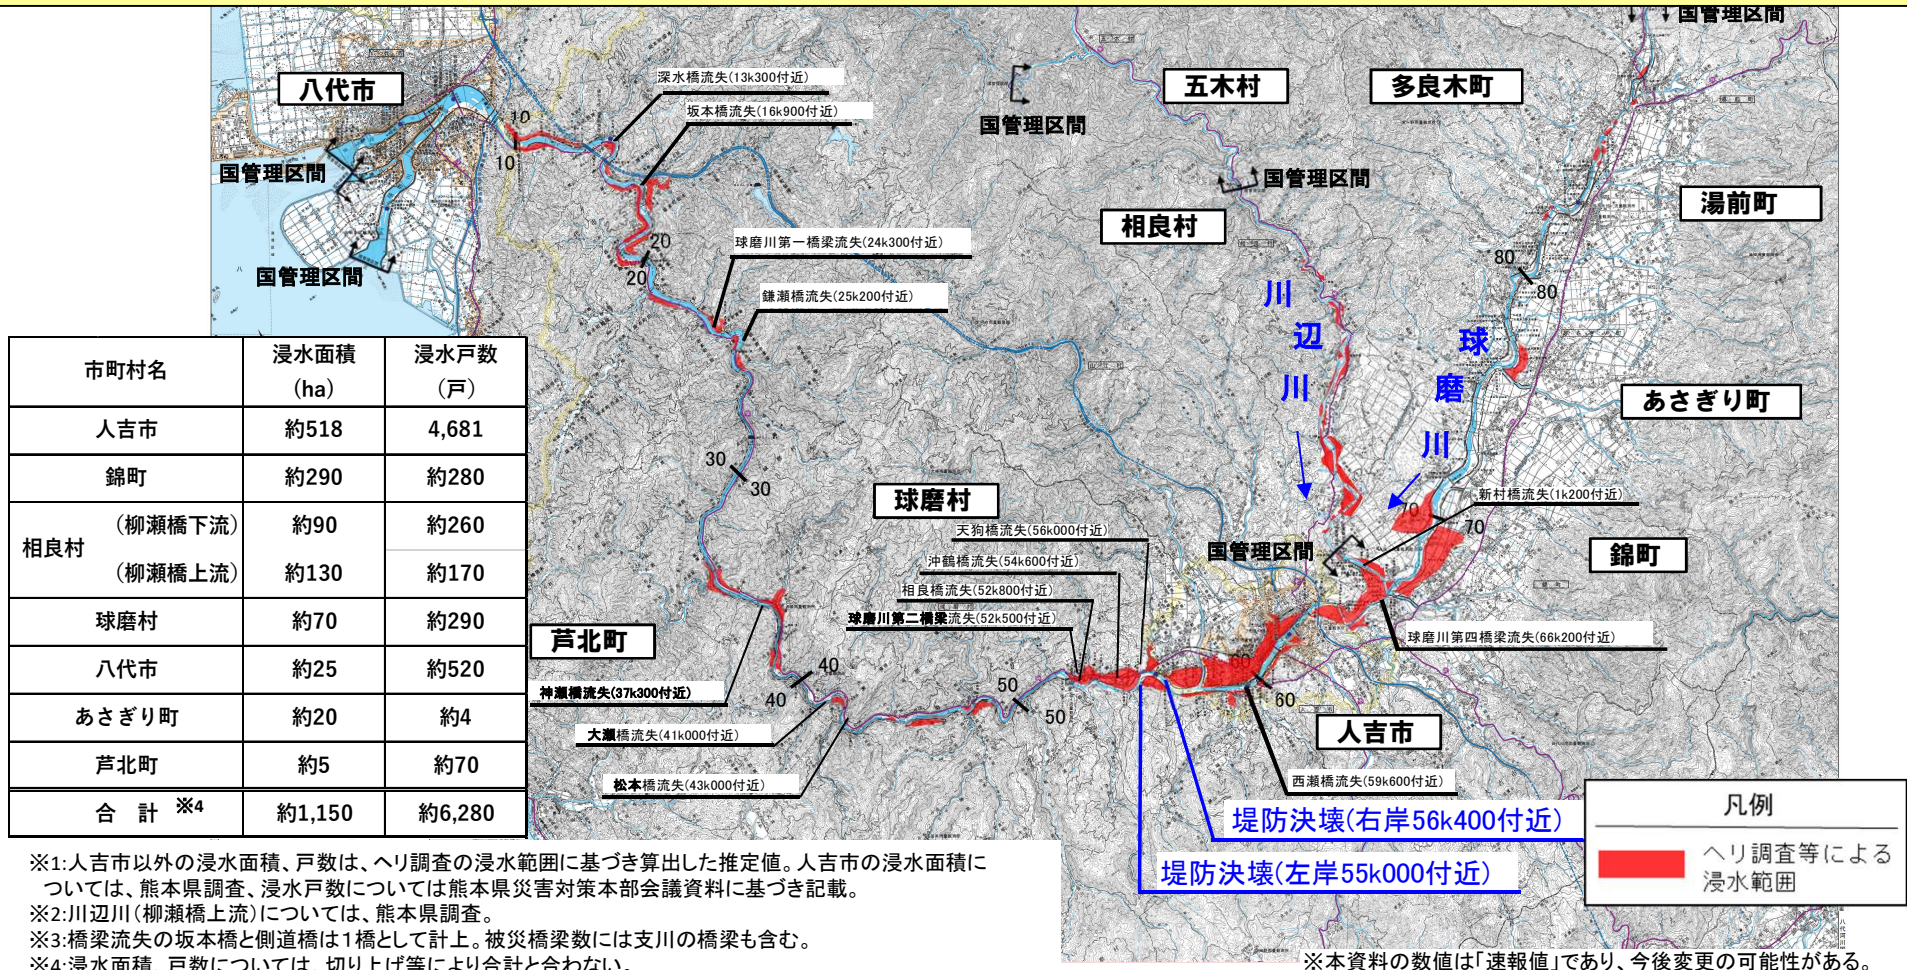 国管理区間
八代市
深水橋流失(13k300付近)
坂本橋流失(16k900付近)
五木村
多良木町
国管理区間
10
10
国管理区間
国管理区間
湯前町
相良村
国管理区間
20
20
球磨川第一橋梁流失(24k300付近)
鎌瀬橋流失(25k200付近)
80
80
川辺川
球磨川
あさぎり町
市町村名 浸水面積(ha) 浸水戸数(戸)
人吉市 約518 4,681
錦町 約290 約280
相良村 (柳瀬橋下流) 約90 約260
(柳瀬橋上流) 約130 約170
球磨村 約70 約290
八代市 約25 約520
あさぎり町 約20 約4
芦北町 約5 約70
合 計 ※4 約1,150 約6,280
30
30
球磨村
新村橋流失(1k200付近)
70
70
天狗橋流失(56k000付近)
国管理区間
錦町
沖鶴橋流失(54k600付近)
相良橋流失(52k800付近)
球磨川第二橋梁流失(52k500付近)
芦北町
球磨川第四橋梁流失(66k200付近)
40
40
50
50
60
60
神瀬橋流失(37k300付近)
大瀬橋流失(41k000付近)
松本橋流失(43k000付近)
人吉市
西瀬橋流失(59k600付近)
堤防決壊(右岸56k400付近)
堤防決壊(左岸55k000付近)
凡例
ヘリ調査等による
浸水範囲
※1:人吉市以外の浸水面積、戸数は、ヘリ調査の浸水範囲に基づき算出した推定値。人吉市の浸水面積に
ついては、熊本県調査、浸水戸数については熊本県災害対策本部会議資料に基づき記載。
※2:川辺川(柳瀬橋上流)については、熊本県調査。
※3:橋梁流失の坂本橋と側道橋は1橋として計上。被災橋梁数には支川の橋梁も含む。
※4:浸水面積、戸数については、切り上げ等により合計と合わない。
※本資料の数値は「速報値」であり、今後変更の可能性がある。